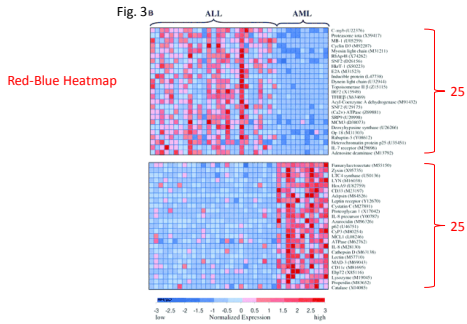 Fig. 3B
ALL AML
Red-Blue Heatmap
C-myb (U22376)
Proteasome iota (X59417)
MB-1 (U05259)
Cyclin D3 (M92287)
Myosin light chain (M31211)
RbAp48 (X74262)
SNF2 (D26156)
HkrT-1 (S50223)
E2A (M31523)
Inducible protein (L47738)
Dynein light chain (U32944)
Topoisomerase II β (Z15115)
IRF2 (X15949)
TFIIEβ (X63469)
Acyl-Coenzyme A dehydrogenase (M91432)
SNF2 (U29175)
(Ca2+)-ATPase (Z69881)
SRP9 (U20998)
MCM3 (D38073)
Deoxyhypusine synthase (U26266)
Op 18 (M31303)
Rabaptin-5 (Y08612)
Heterochromatin protein p25 (U35451)
IL-7 receptor (M29696)
Adenosine deaminase (M13792)
25
Fumarylacetoacetate (M55150)
Zyxin (X95735)
LTC4 synthase (U50136)
LYN (M16038)
HoxA9 (U82759)
CD33 (M23197)
Adipsin (M84526)
Leptin receptor (Y12670)
Cystatin C (M27891)
Proteoglycan 1 (X17042)
IL-8 precursor (Y00787)
Azurocidin (M96326)
p62 (U46751)
CyP3 (M80254)
MCL1 (L08246)
ATPase (M62762)
IL-8 (M28130)
Cathepsin D (M63138)
Lectin (M57710)
MAD-3 (M69043)
CD11c (M81695)
Ebp72 (X85116)
Lysozyme (M19045)
Properdin (M83652)
Catalase (X04085)
25
-3 -2.5 -2 -1.5 -1 -0.5 0 0.5 1 1.5 2 2.5 3
low Normalized Expression high